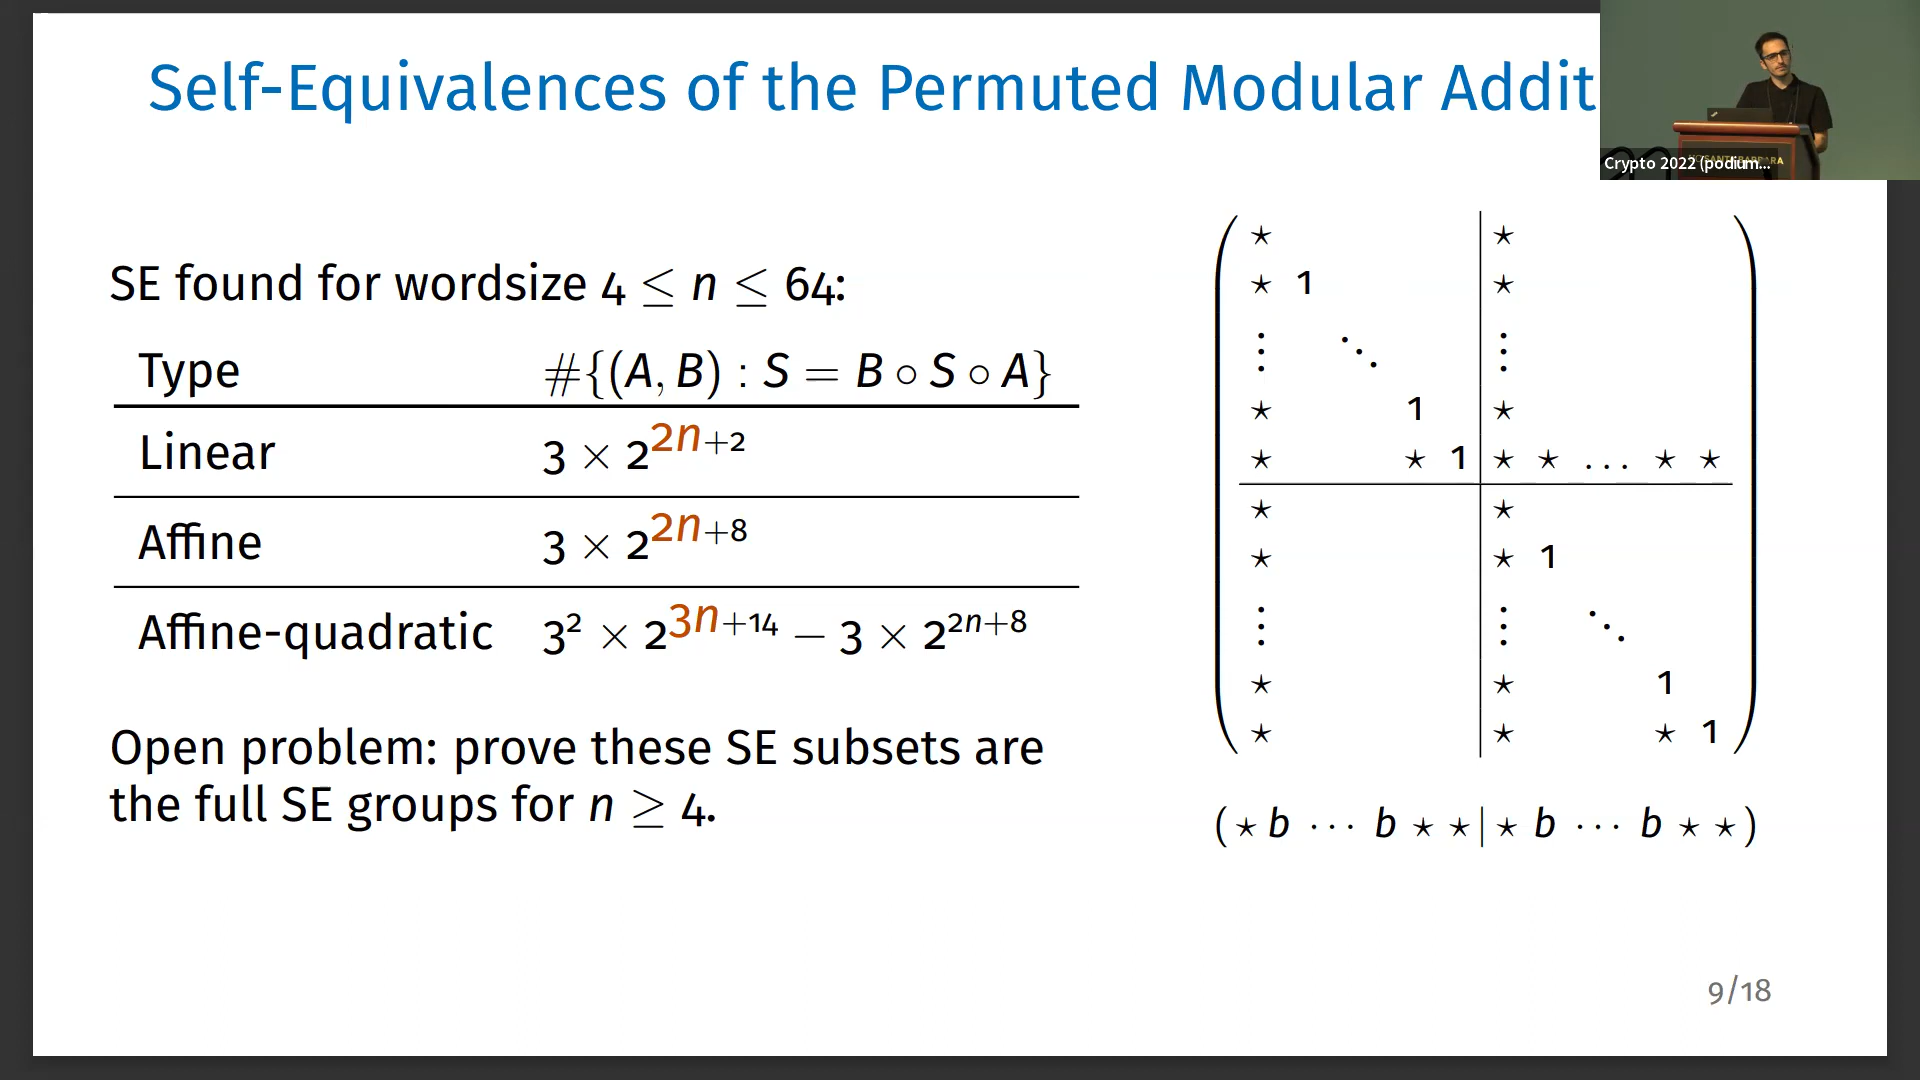 Self-Equivalences of the Permuted Modular Addit
Crypto 2022 (podium...
SE found for wordsize 4 ≤ n ≤ 64:
Type #{(A, B) : S = B ∘ S ∘ A}
Linear 3 × 2^{2n+2}
Affine 3 × 2^{2n+8}
Affine-quadratic 3^2 × 2^{3n+14} − 3 × 2^{2n+8}
Open problem: prove these SE subsets are
the full SE groups for n ≥ 4.
⋆ | ⋆
⋆ 1 | ⋆
⋮ ⋱ | ⋮
⋆ 1 | ⋆
⋆ ⋆ 1 | ⋆ ⋆ … ⋆ ⋆
⋆ | ⋆
⋆ | ⋆ 1
⋮ | ⋮ ⋱
⋆ | ⋆ 1
⋆ | ⋆ ⋆ 1
(⋆ b ⋯ b ⋆ ⋆ | ⋆ b ⋯ b ⋆ ⋆)
9/18